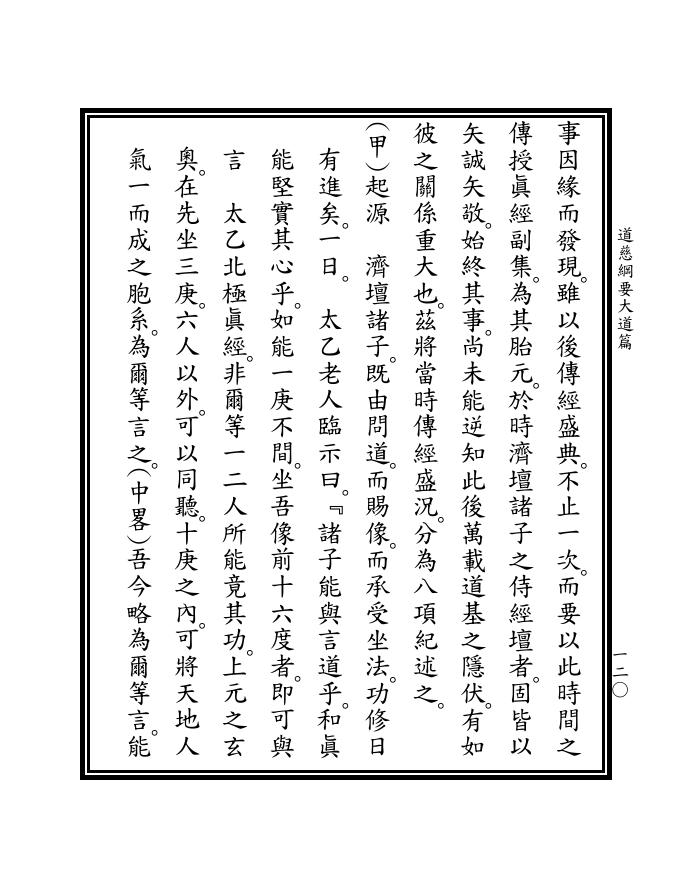 道慈綱要大道篇
一二〇
事因緣而發現。雖以後傳經盛典。不止一次。而要以此時間之
傳授眞經副集。為其胎元。於時濟壇諸子之侍經壇者。固皆以
矢誠矢敬。始終其事。尚未能逆知此後萬載道基之隱伏。有如
彼之關係重大也。茲將當時傳經盛況。分為八項紀述之。
(甲)起源　濟壇諸子。既由問道。而賜像。而承受坐法。功修日
有進矣。一日。　太乙老人臨示曰。『諸子能與言道乎。和眞
能堅實其心乎。如能一庚不間。坐吾像前十六度者。即可與
言　太乙北極眞經。非爾等一二人所能竟其功。上元之玄
奧。在先坐三庚。六人以外。可以同聽。十庚之內。可將天地人
氣一而成之胞系。為爾等言之。(中畧)吾今略為爾等言。能